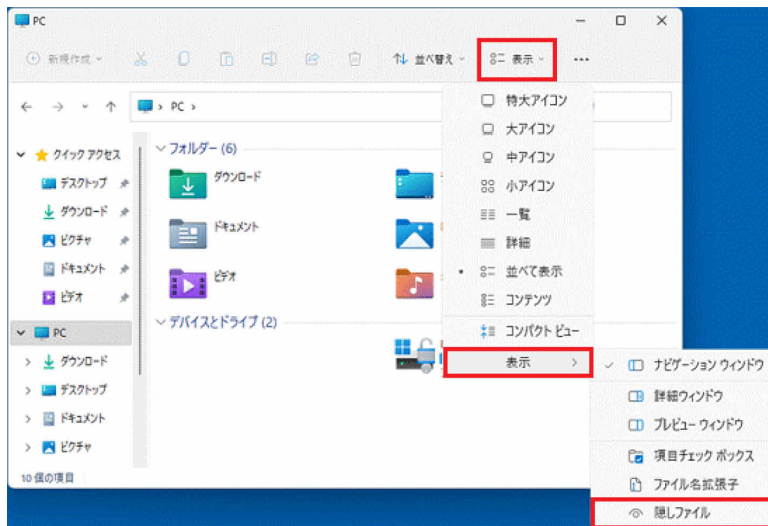 PC
新規作成
並べ替え
表示
PC
クイック アクセス
デスクトップ
ダウンロード
ピクチャ
ドキュメント
ビデオ
PC
ダウンロード
デスクトップ
ドキュメント
ピクチャ
フォルダー (6)
ダウンロード
ドキュメント
ビデオ
デバイスとドライブ (2)
特大アイコン
大アイコン
中アイコン
小アイコン
一覧
詳細
並べて表示
コンテンツ
コンパクト ビュー
表示
ナビゲーション ウィンドウ
詳細ウィンドウ
プレビュー ウィンドウ
項目チェック ボックス
ファイル名拡張子
隠しファイル
10 個の項目